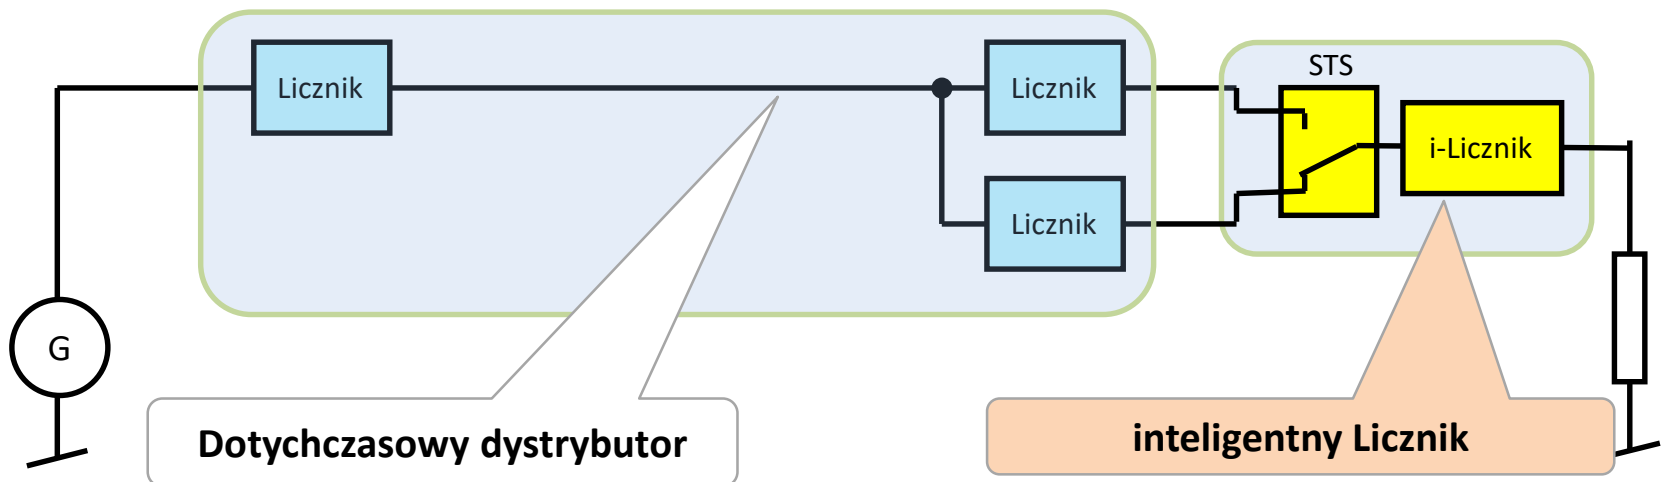 STS
Licznik
Licznik
i-Licznik
Licznik
G
Dotychczasowy dystrybutor
inteligentny Licznik